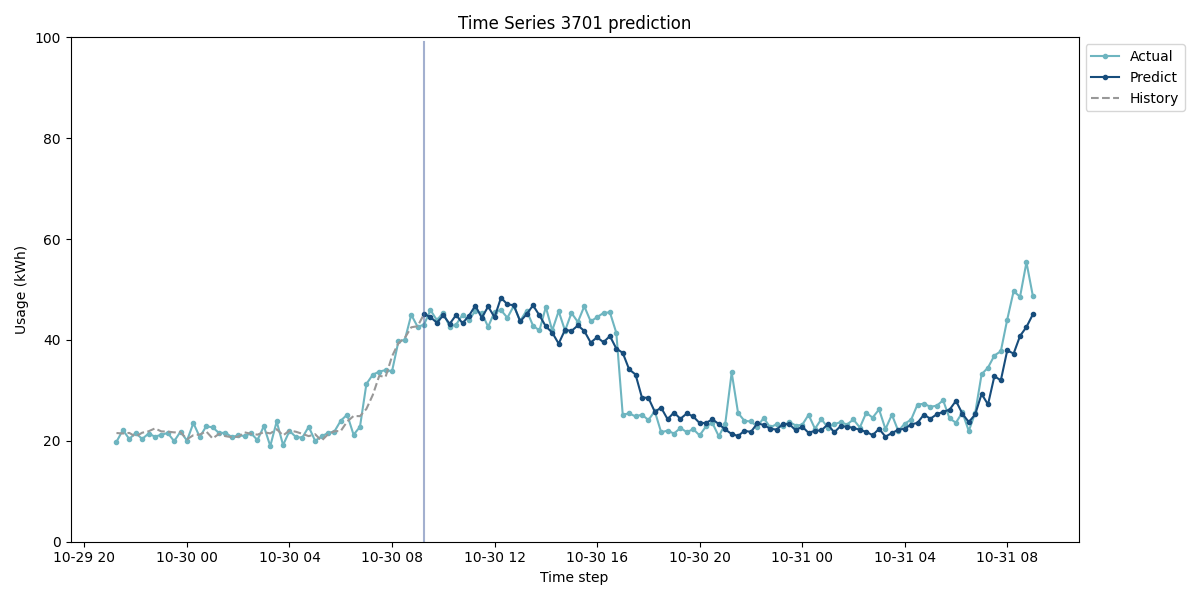 Time Series 3701 prediction
100
80
60
40
20
0
Usage (kWh)
10-29 20
10-30 00
10-30 04
10-30 08
10-30 12
10-30 16
10-30 20
10-31 00
10-31 04
10-31 08
Time step
Actual
Predict
History